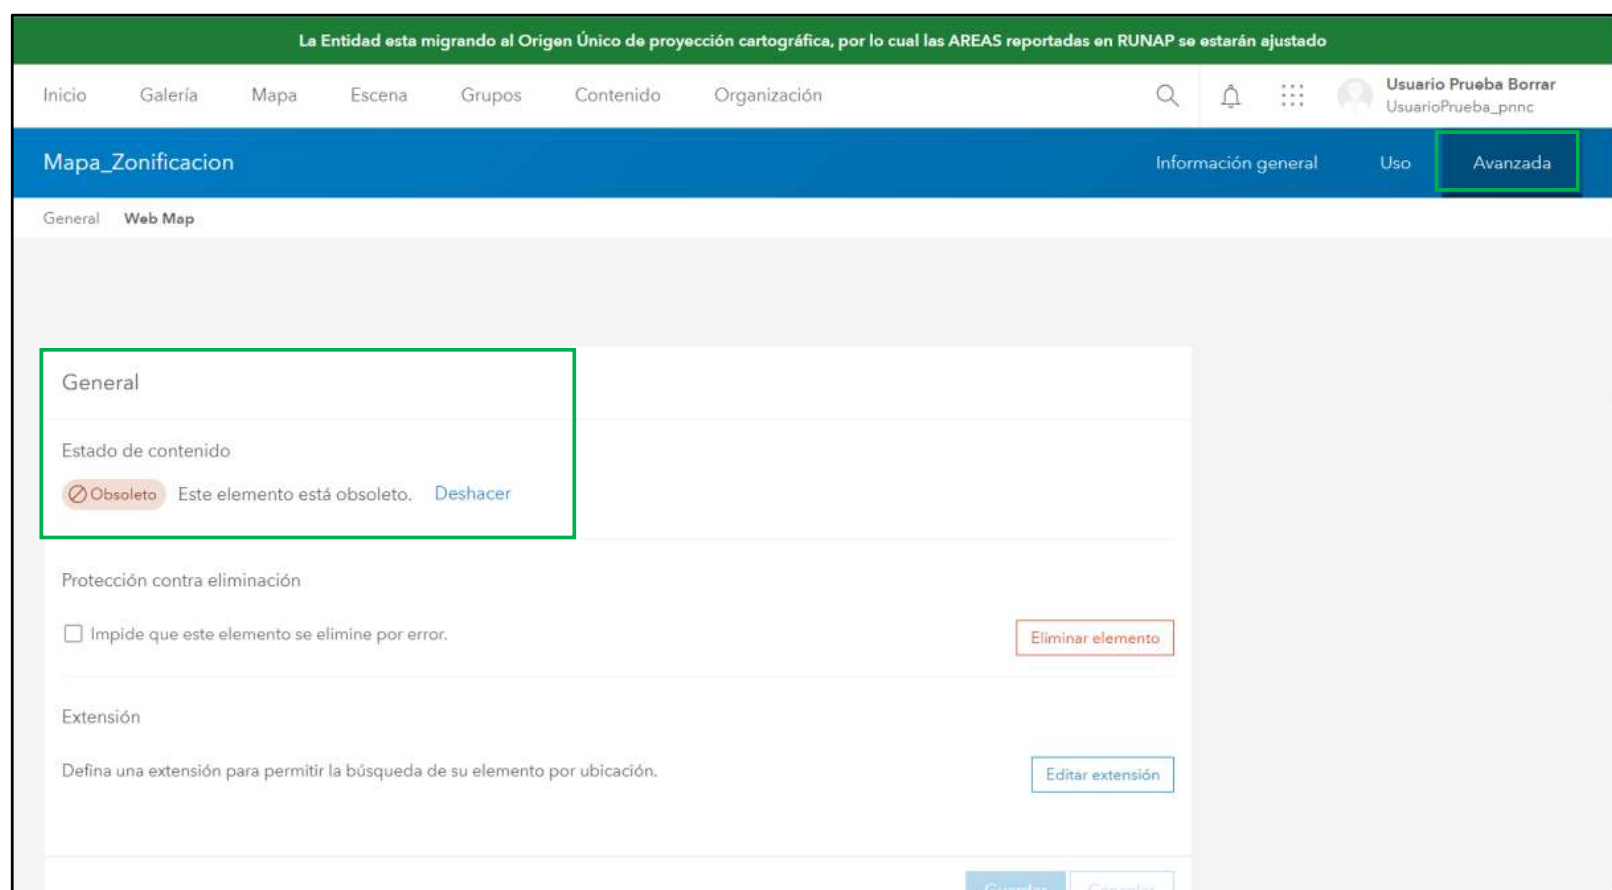 La Entidad esta migrando al Origen Único de proyección cartográfica, por lo cual las AREAS reportadas en RUNAP se estarán ajustado
Inicio Galería Mapa Escena Grupos Contenido Organización
Usuario Prueba Borrar
UsuarioPrueba_pnnc
Mapa_Zonificacion Información general Uso Avanzada
General Web Map
General
Estado de contenido
Obsoleto Este elemento está obsoleto. Deshacer
Protección contra eliminación
Impide que este elemento se elimine por error. Eliminar elemento
Extensión
Defina una extensión para permitir la búsqueda de su elemento por ubicación. Editar extensión
Guardar Cancelar